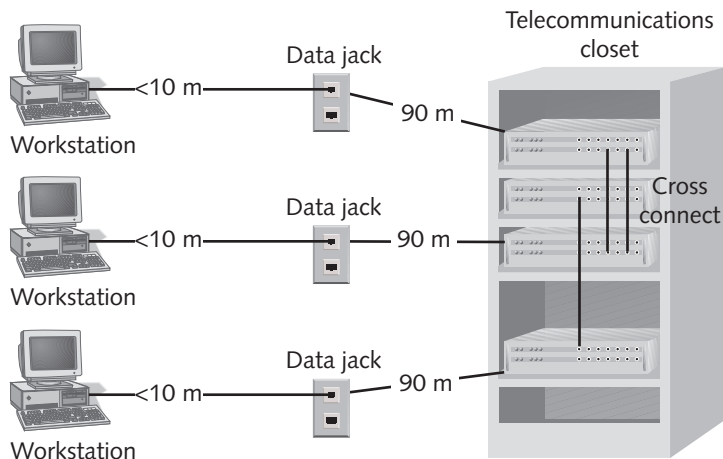 Telecommunications
closet
Data jack
<10 m
90 m
Workstation
Cross
connect
Data jack
<10 m
90 m
Workstation
Data jack
<10 m
90 m
Workstation